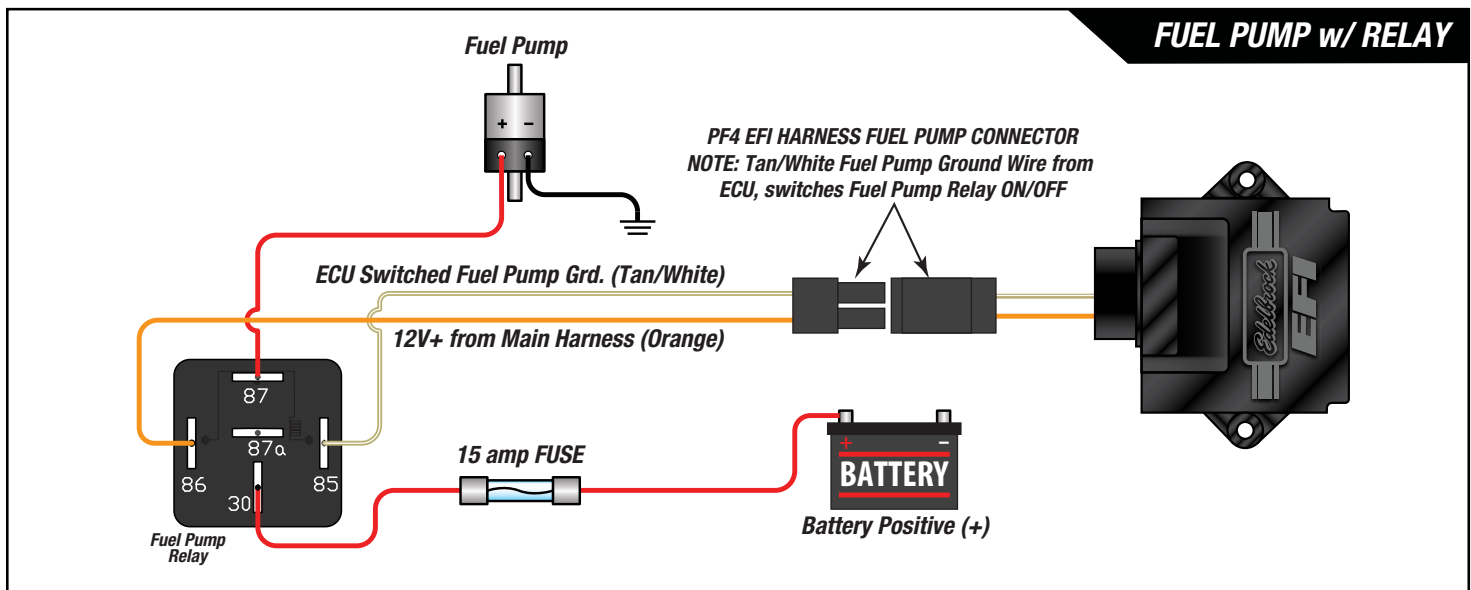 FUEL PUMP w/ RELAY
Fuel Pump
+ −
PF4 EFI HARNESS FUEL PUMP CONNECTOR
NOTE: Tan/White Fuel Pump Ground Wire from
ECU, switches Fuel Pump Relay ON/OFF
Edelbrock
EFI
ECU Switched Fuel Pump Grd. (Tan/White)
12V+ from Main Harness (Orange)
87
87a
86
85
30
Fuel Pump
Relay
15 amp FUSE
+ −
BATTERY
Battery Positive (+)